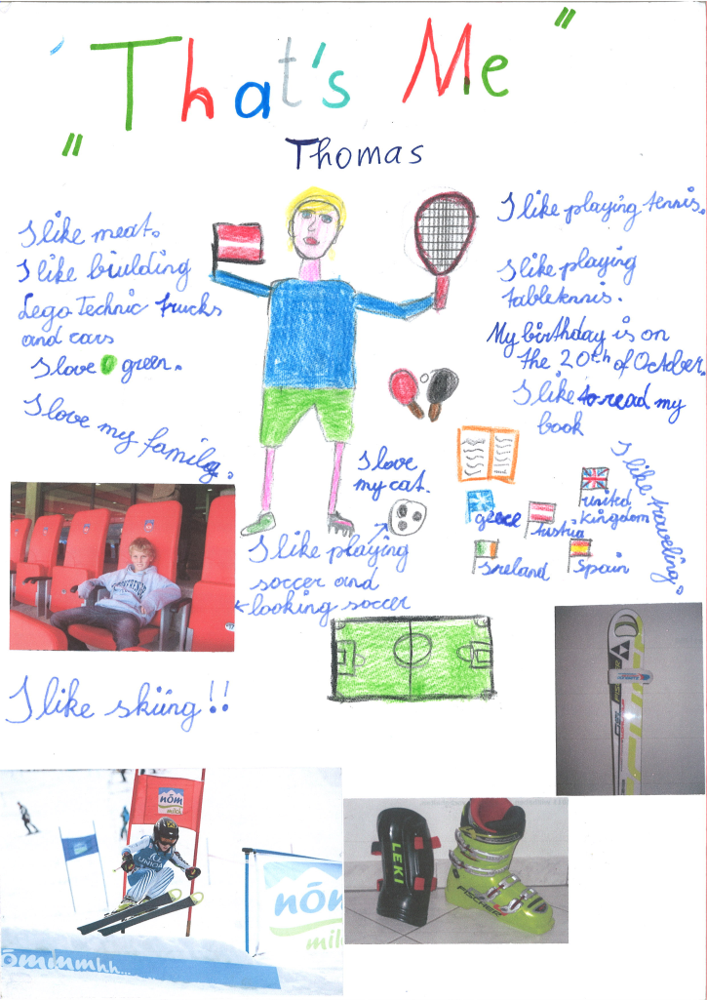 "That's Me"
Thomas
I like meat.
I like biulding
Lego Technic trucks
and cars
I love green.
I love my family.
I like playing tennis.
I like playing
tabletennis.
My birthday is on
the 20th of October.
I like to read my
book
I love
my cat.
I like playing
soccer and
looking soccer
I like traveling.
united
kingdom
Austria
Ireland
Spain
I like skiing!!
nöm
milch
UNIQA
nöm
milch
ömmmhh...
LEKI
FISCHER